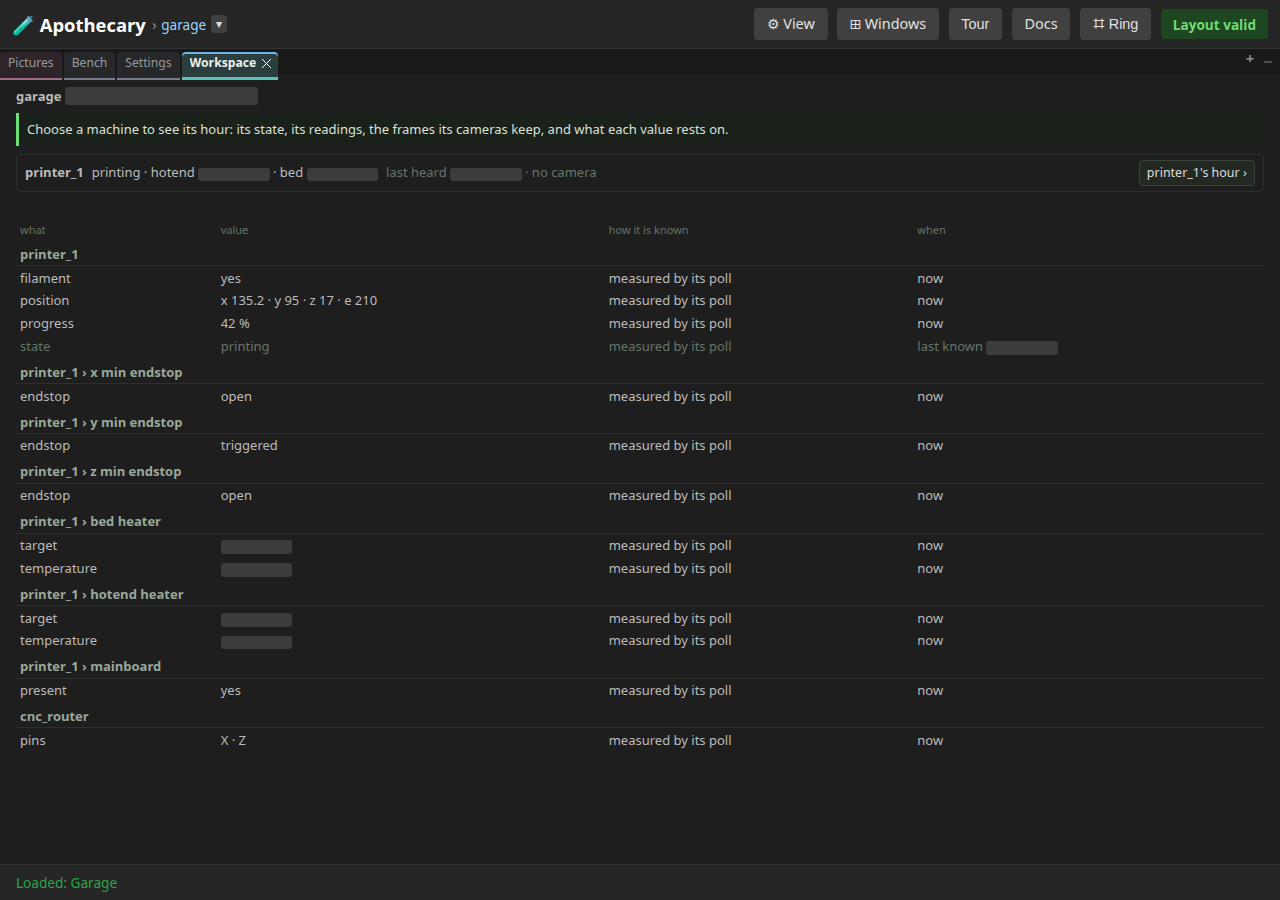 🧪 Apothecary › garage ▾
⚙ View
⊞ Windows
Tour
Docs
⌗ Ring
Layout valid
Pictures
Bench
Settings
Workspace ×
+ –
garage
Choose a machine to see its hour: its state, its readings, the frames its cameras keep, and what each value rests on.
printer_1 printing · hotend · bed last heard · no camera
printer_1's hour ›
what value how it is known when
printer_1
filament yes measured by its poll now
position x 135.2 · y 95 · z 17 · e 210 measured by its poll now
progress 42 % measured by its poll now
state printing measured by its poll last known
printer_1 › x min endstop
endstop open measured by its poll now
printer_1 › y min endstop
endstop triggered measured by its poll now
printer_1 › z min endstop
endstop open measured by its poll now
printer_1 › bed heater
target measured by its poll now
temperature measured by its poll now
printer_1 › hotend heater
target measured by its poll now
temperature measured by its poll now
printer_1 › mainboard
present yes measured by its poll now
cnc_router
pins X · Z measured by its poll now
Loaded: Garage